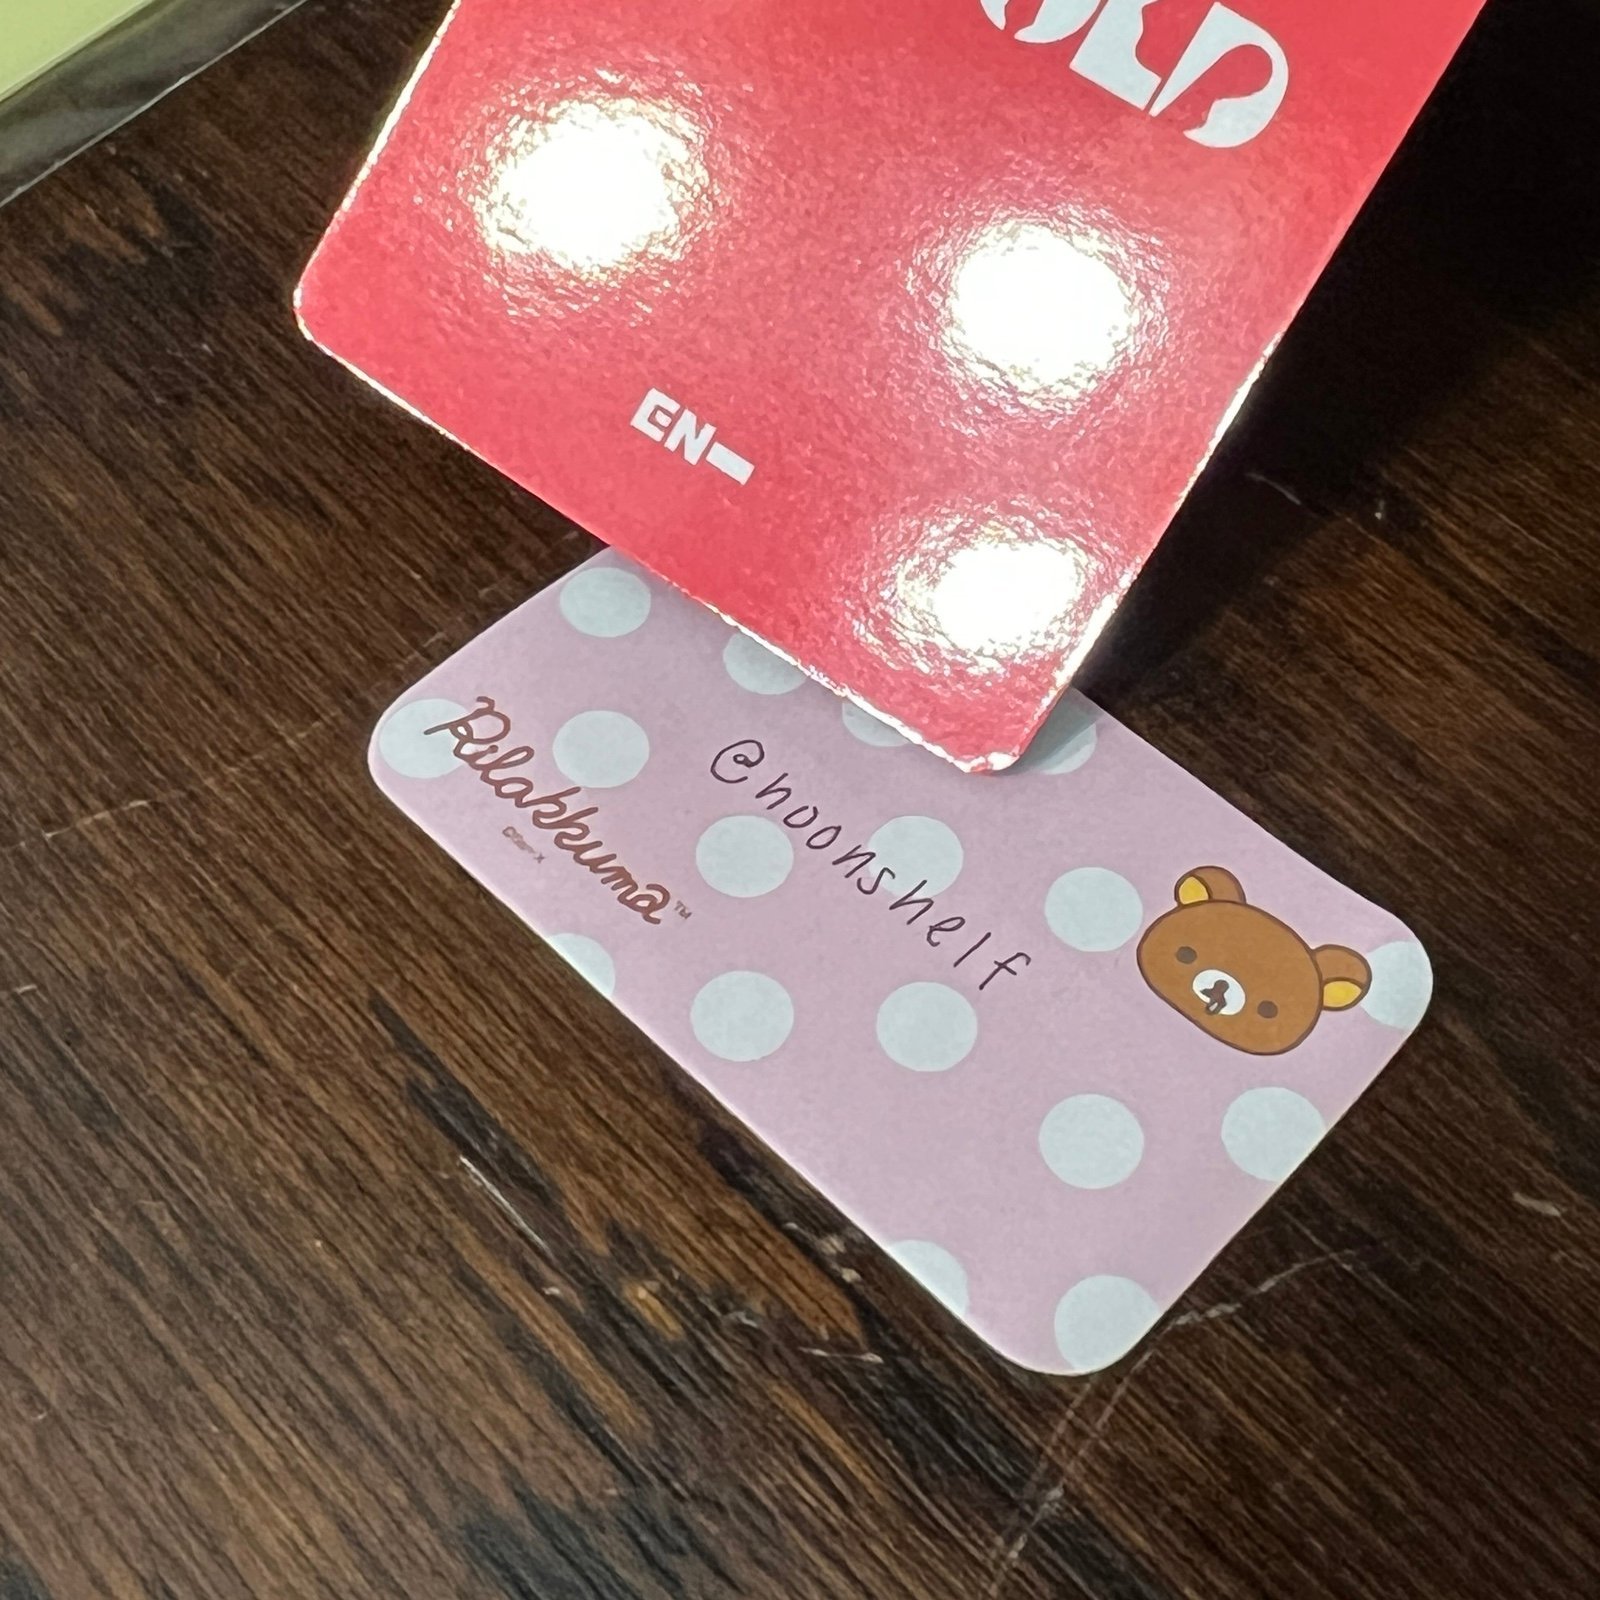 EN-
@noonshelf
Rilakkuma™